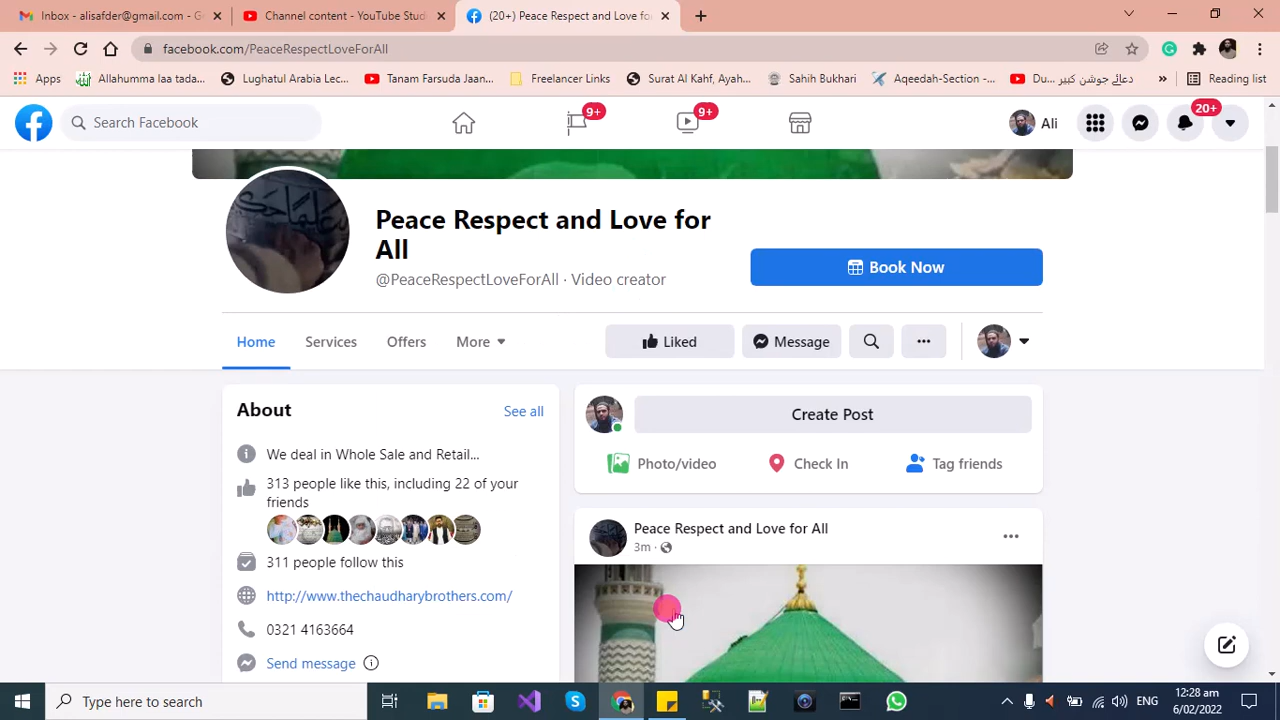 Inbox - alisafder@gmail.com - G
Channel content - YouTube Stud
(20+) Peace Respect and Love for
facebook.com/PeaceRespectLoveForAll
Apps
Allahumma laa tada...
Lughatul Arabia Lec...
Tanam Farsuda Jaan...
Freelancer Links
Surat Al Kahf, Ayah...
Sahih Bukhari
Aqeedah-Section -...
Du... دعائے جوشن کبیر
»
Reading list
Search Facebook
9+
9+
Ali
20+
Peace Respect and Love for
All
@PeaceRespectLoveForAll · Video creator
Book Now
Home
Services
Offers
More
Liked
Message
...
About
See all
We deal in Whole Sale and Retail...
313 people like this, including 22 of your
friends
311 people follow this
http://www.thechaudharybrothers.com/
0321 4163664
Send message
Create Post
Photo/video
Check In
Tag friends
Peace Respect and Love for All
3m ·
...
Type here to search
ENG
12:28 am
6/02/2022